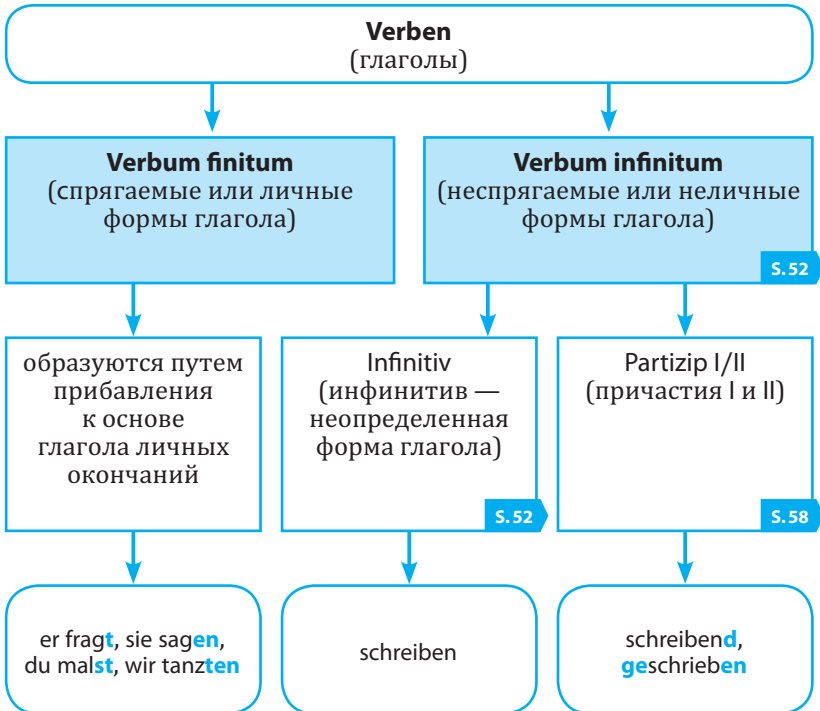 Verben
(глаголы)
Verbum finitum
(спрягаемые или личные
формы глагола)
Verbum infinitum
(неспрягаемые или неличные
формы глагола)
S. 52
образуются путем
прибавления
к основе
глагола личных
окончаний
Infinitiv
(инфинитив —
неопределенная
форма глагола)
S. 52
Partizip I/II
(причастия I и II)
S. 58
er fragt, sie sagen,
du malst, wir tanzten
schreiben
schreibend,
geschrieben